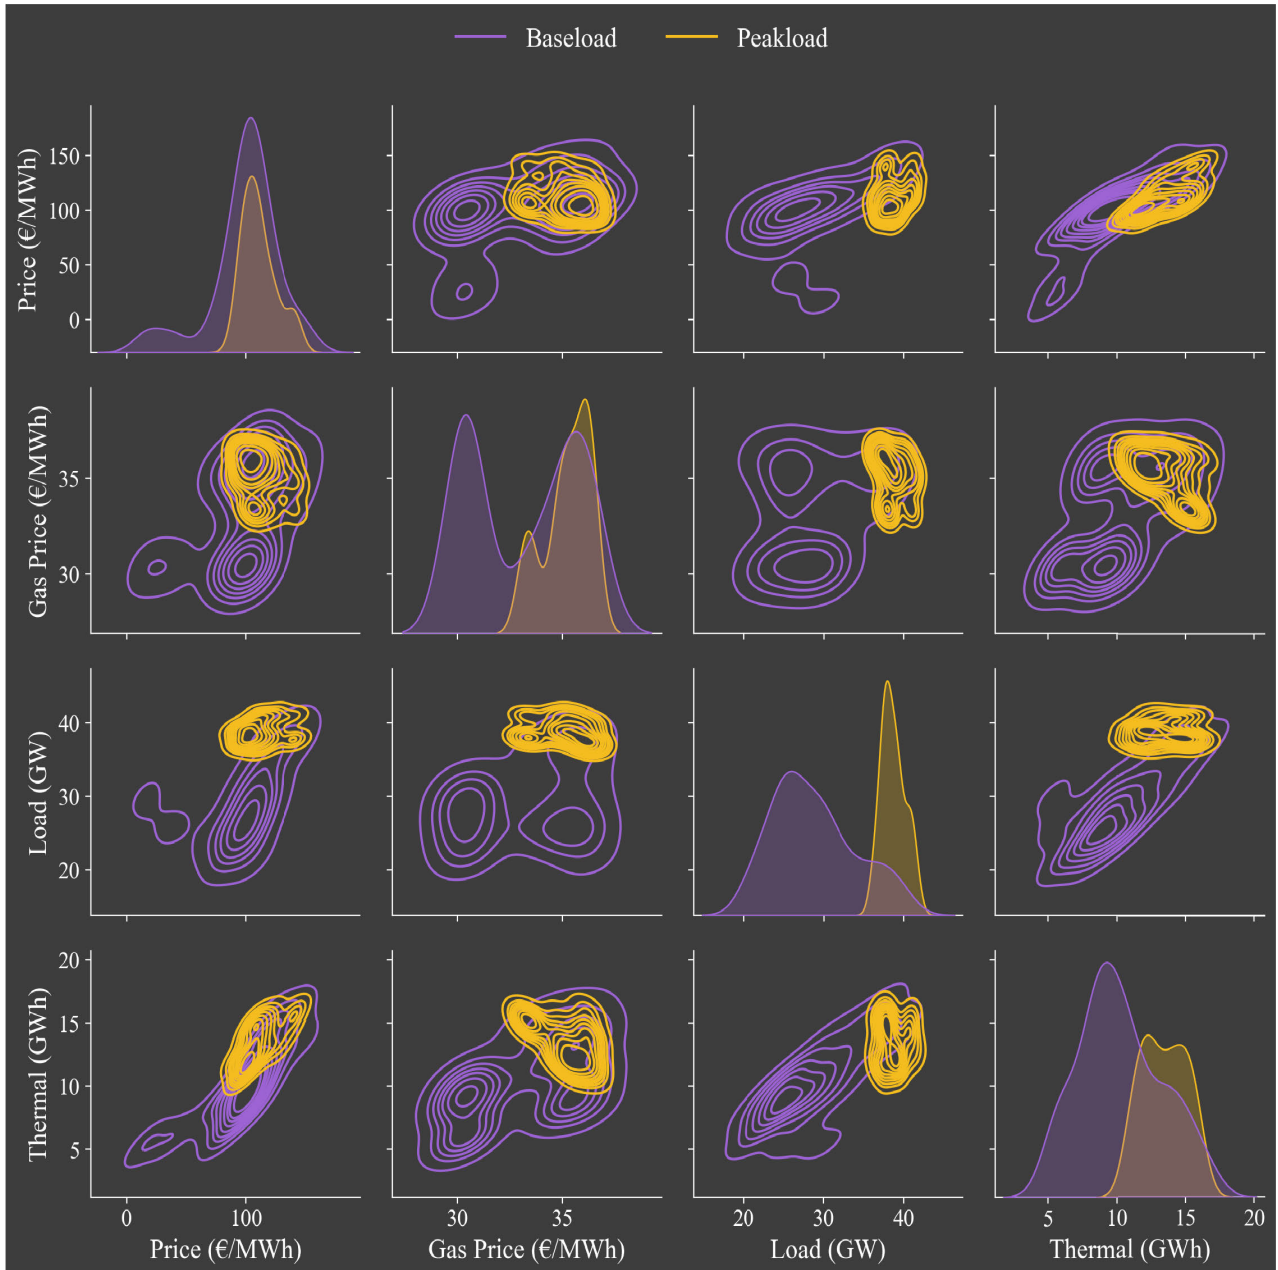 Baseload Peakload
Price (€/MWh)
150
100
50
0
Gas Price (€/MWh)
35
30
Load (GW)
40
30
20
Thermal (GWh)
20
15
10
5
0 100 30 35 20 30 40 5 10 15 20
Price (€/MWh) Gas Price (€/MWh) Load (GW) Thermal (GWh)